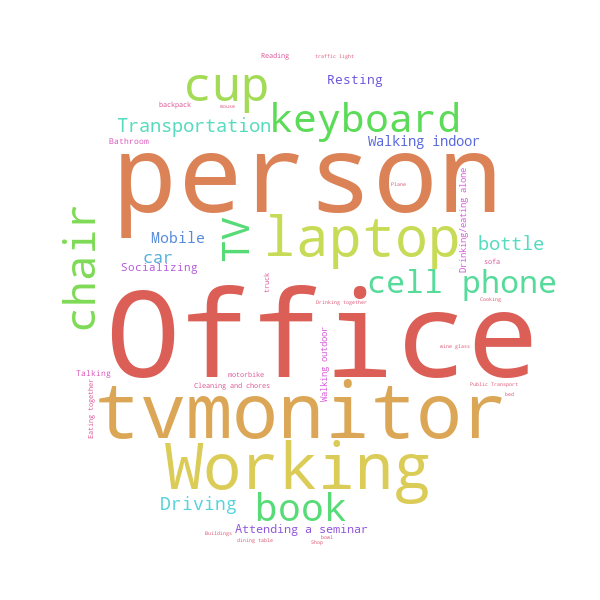 Reading
traffic light
Resting
cup
backpack
mouse
Transportation
keyboard
Bathroom
Walking indoor
person
Plane
Drinking/eating alone
chair
Mobile
TV
laptop
bottle
car
Socializing
sofa
truck
cell phone
Drinking together
Cooking
Office
Walking outdoor
wine glass
Talking
motorbike
Cleaning and chores
Public Transport
bed
Eating together
tvmonitor
Working
Driving
book
Attending a seminar
Buildings
bowl
dining table
Shop